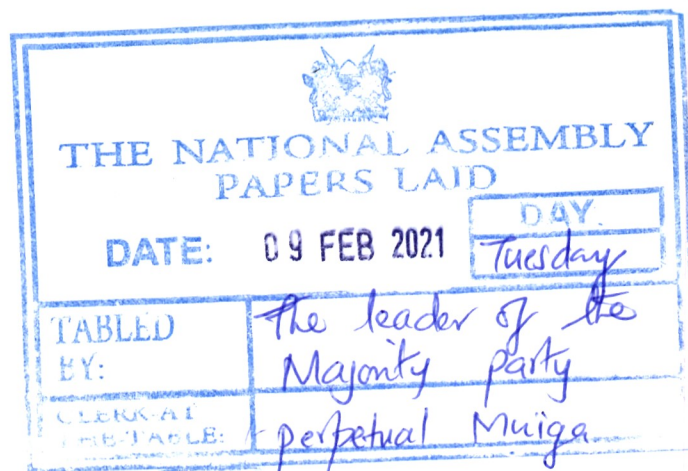 THE NATIONAL ASSEMBLY
PAPERS LAID
DAY.
DATE: 09 FEB 2021 Tuesday
TABLED BY: The leader of the
Majority party
CLERK-AT THE-TABLE: perpetual Muiga